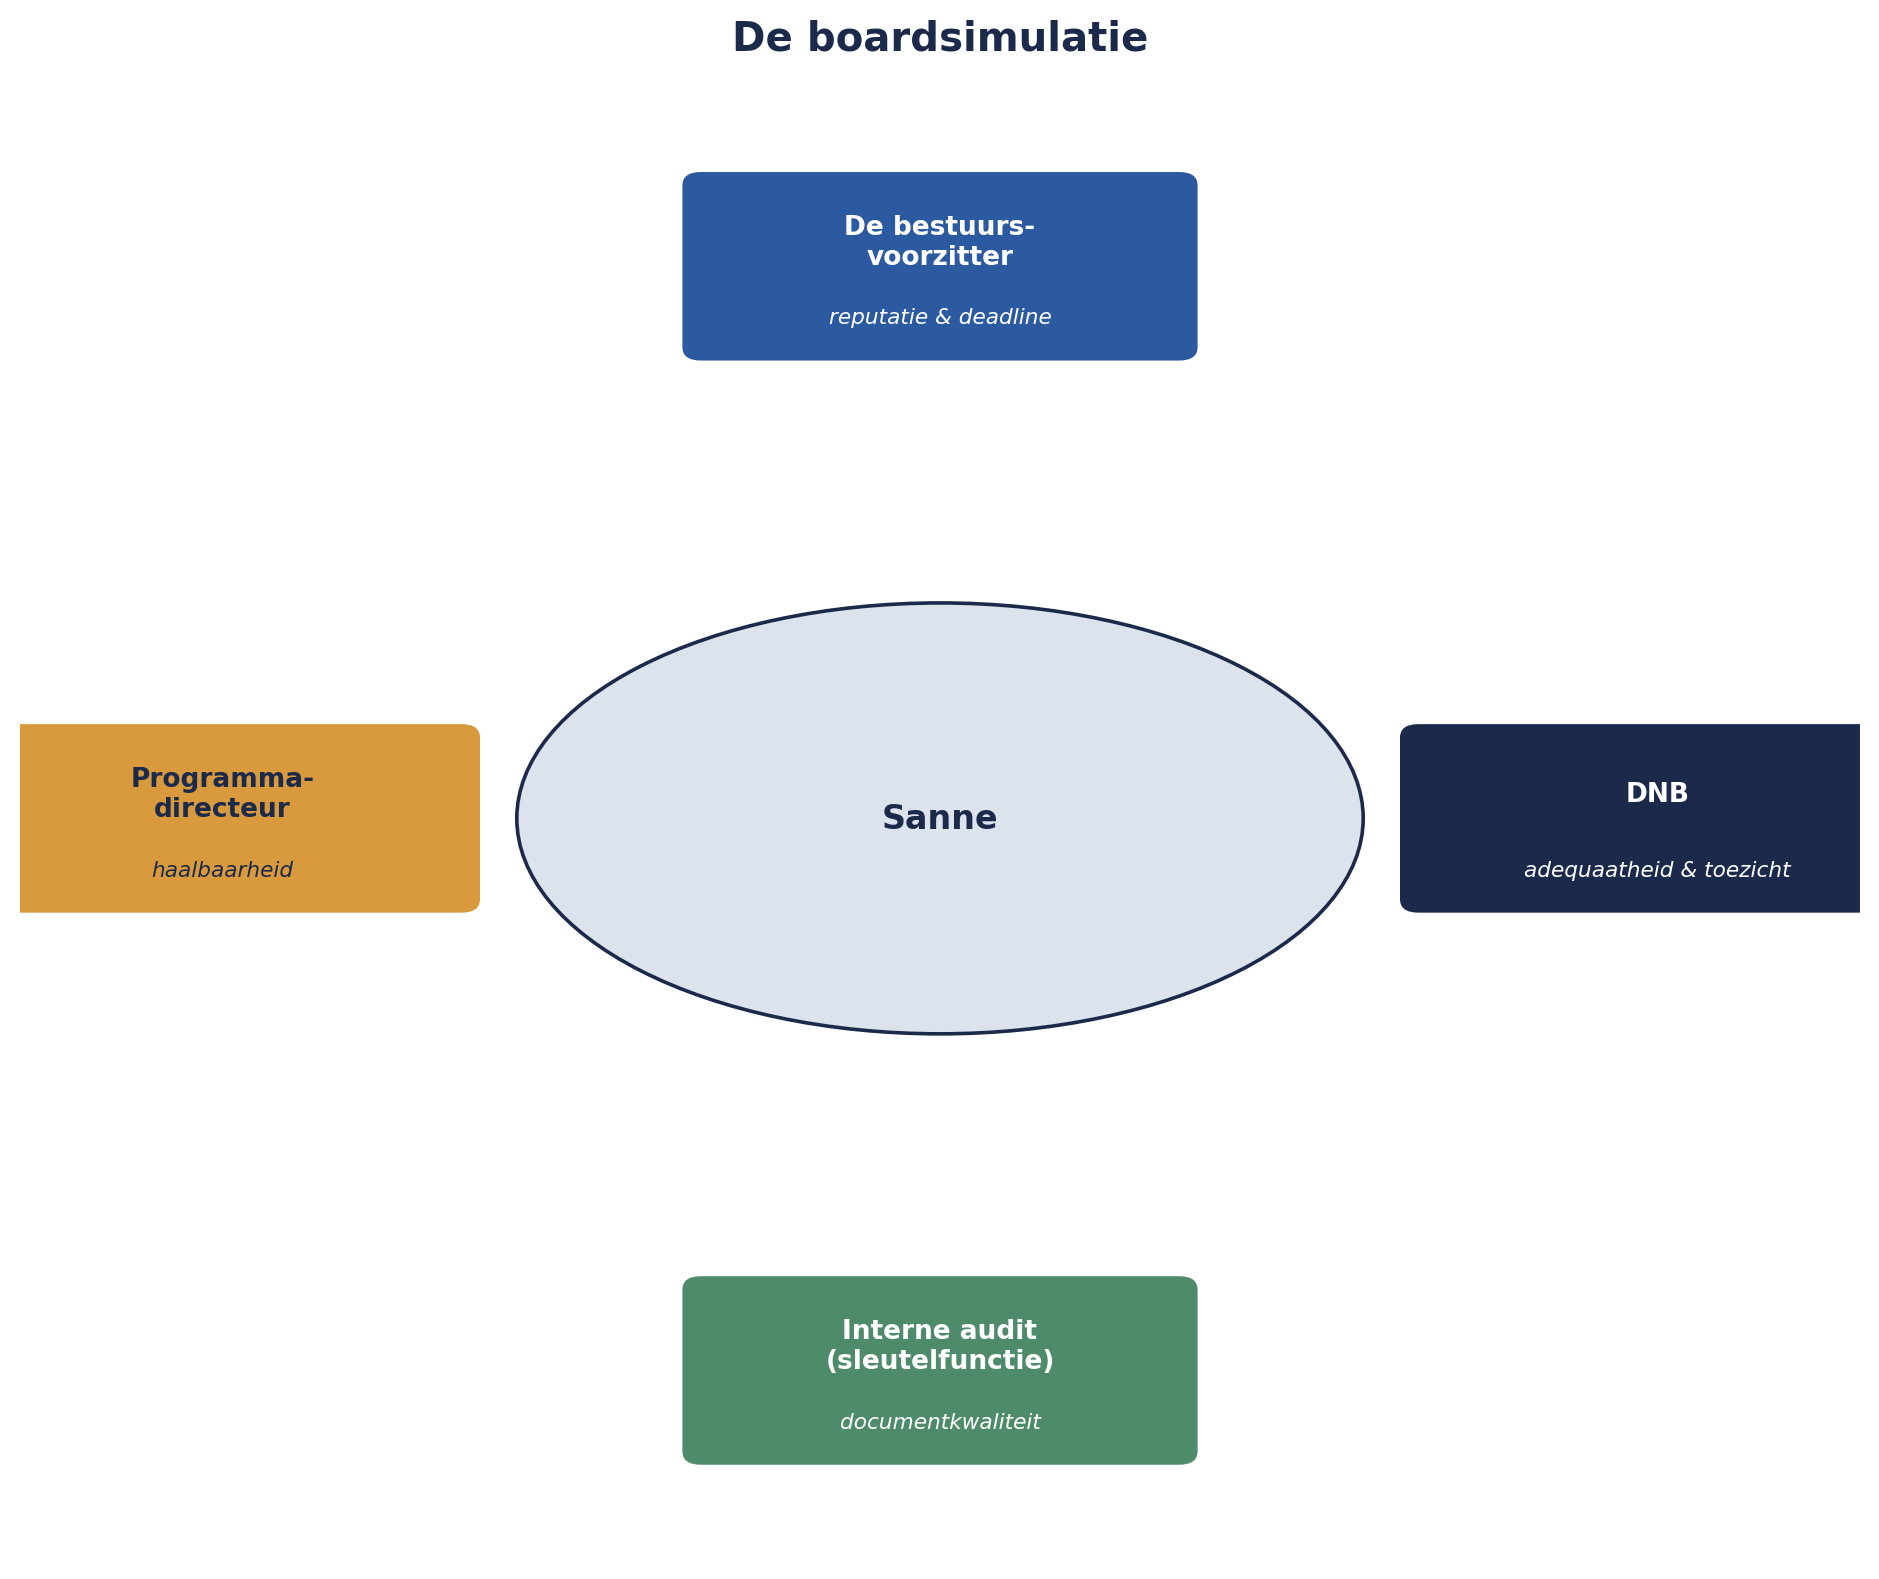 De boardsimulatie
De bestuurs-
voorzitter
reputatie & deadline
Programma-
directeur
haalbaarheid
Sanne
DNB
adequaatheid & toezicht
Interne audit
(sleutelfunctie)
documentkwaliteit